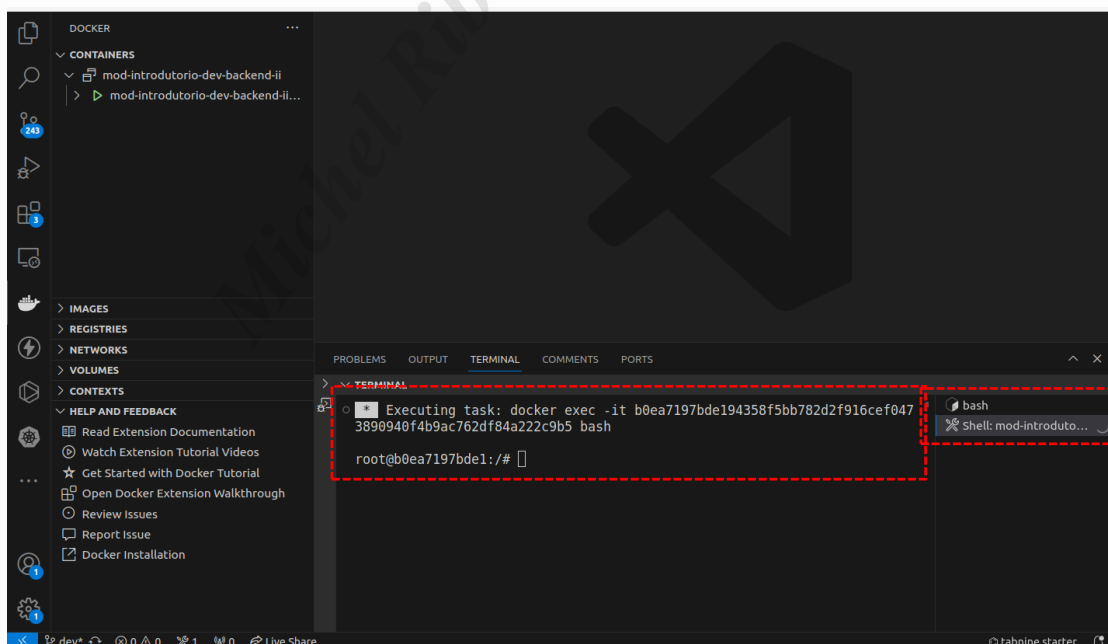 DOCKER
CONTAINERS
mod-introdutorio-dev-backend-ii
mod-introdutorio-dev-backend-ii...
243
3
IMAGES
REGISTRIES
NETWORKS
VOLUMES
CONTEXTS
HELP AND FEEDBACK
Read Extension Documentation
Watch Extension Tutorial Videos
Get Started with Docker Tutorial
Open Docker Extension Walkthrough
Review Issues
Report Issue
Docker Installation
1
1
PROBLEMS OUTPUT TERMINAL COMMENTS PORTS
TERMINAL
* Executing task: docker exec -it b0ea7197bde194358f5bb782d2f916cef047
3890940f4b9ac762df84a222c9b5 bash
root@b0ea7197bde1:/#
bash
Shell: mod-introduto...
dev* 0 0 1 0 Live Share
tabnine starter